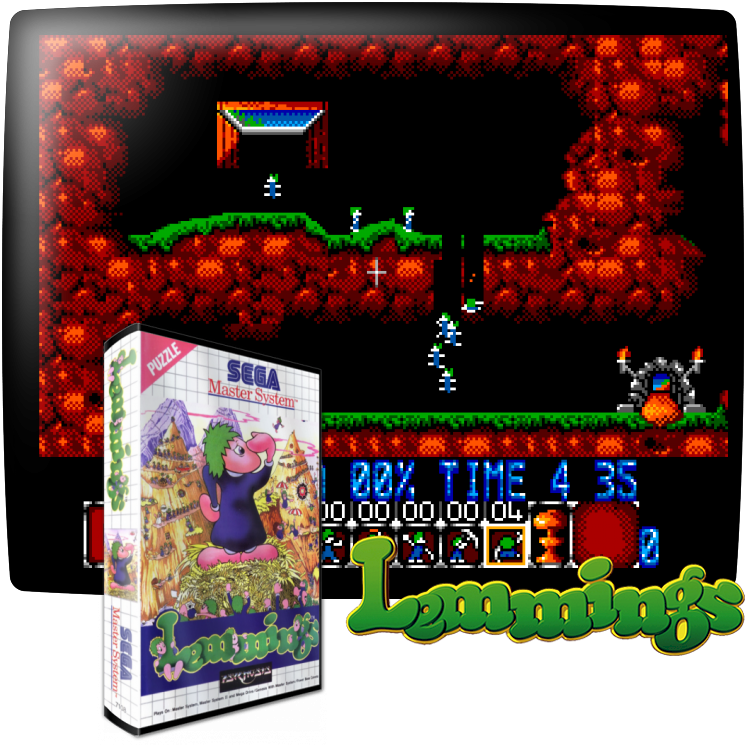 00% TIME 4 35
00 00 00 00 04
0
PUZZLE
SEGA
Master System
Lemmings
PSYGNOSIS
Lemmings
SEGA
Master System
Lemmings